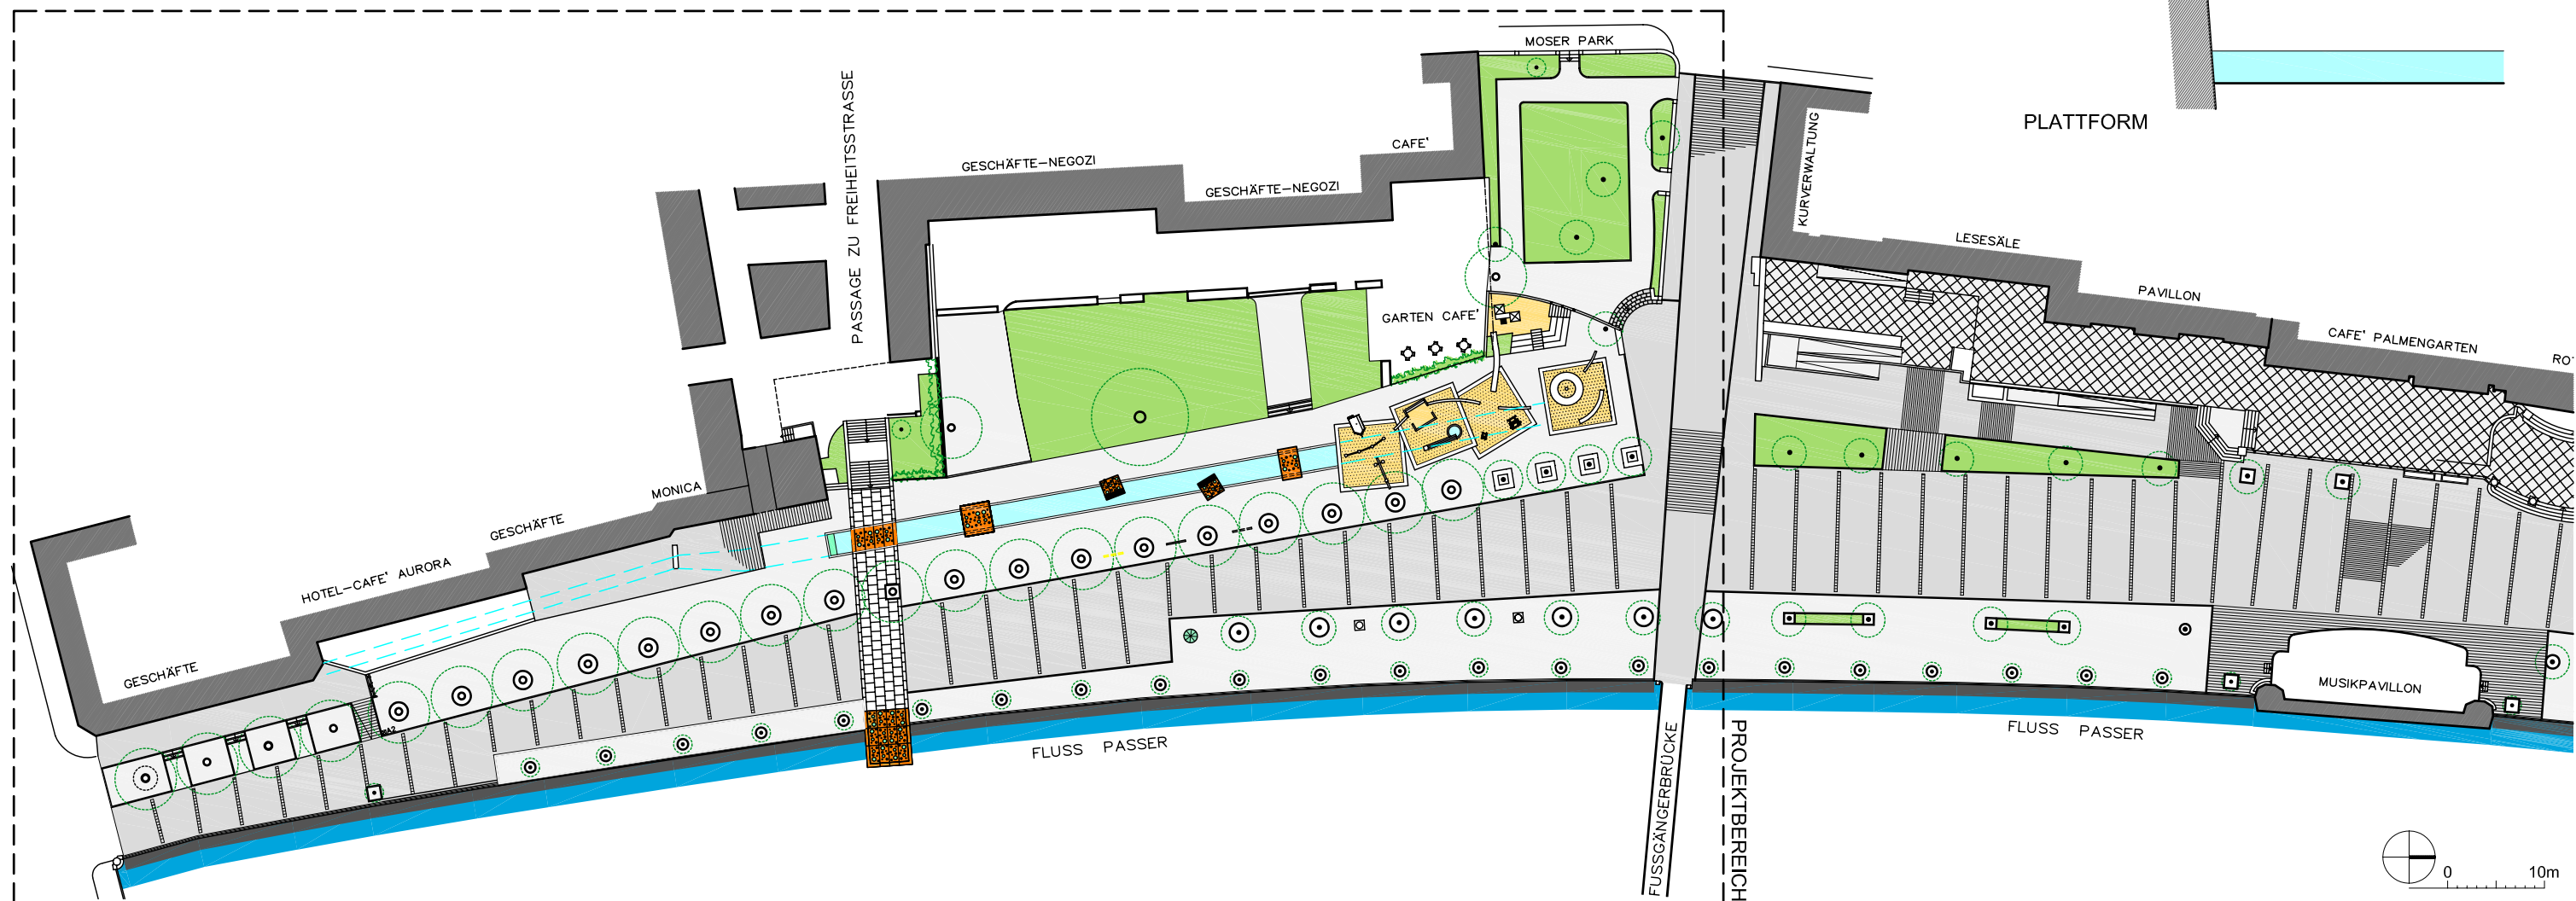 MOSER PARK
PASSAGE ZU FREIHEITSSTRASSE
PLATTFORM
KURVERWALTUNG
CAFE'
GESCHÄFTE-NEGOZI
GESCHÄFTE-NEGOZI
LESESÄLE
PAVILLON
GARTEN CAFE'
CAFE' PALMENGARTEN
MONICA
GESCHÄFTE
HOTEL-CAFE' AURORA
GESCHÄFTE
MUSIKPAVILLON
FLUSS PASSER
FLUSS PASSER
FUSSGÄNGERBRÜCKE
PROJEKTBEREICH
0 10m